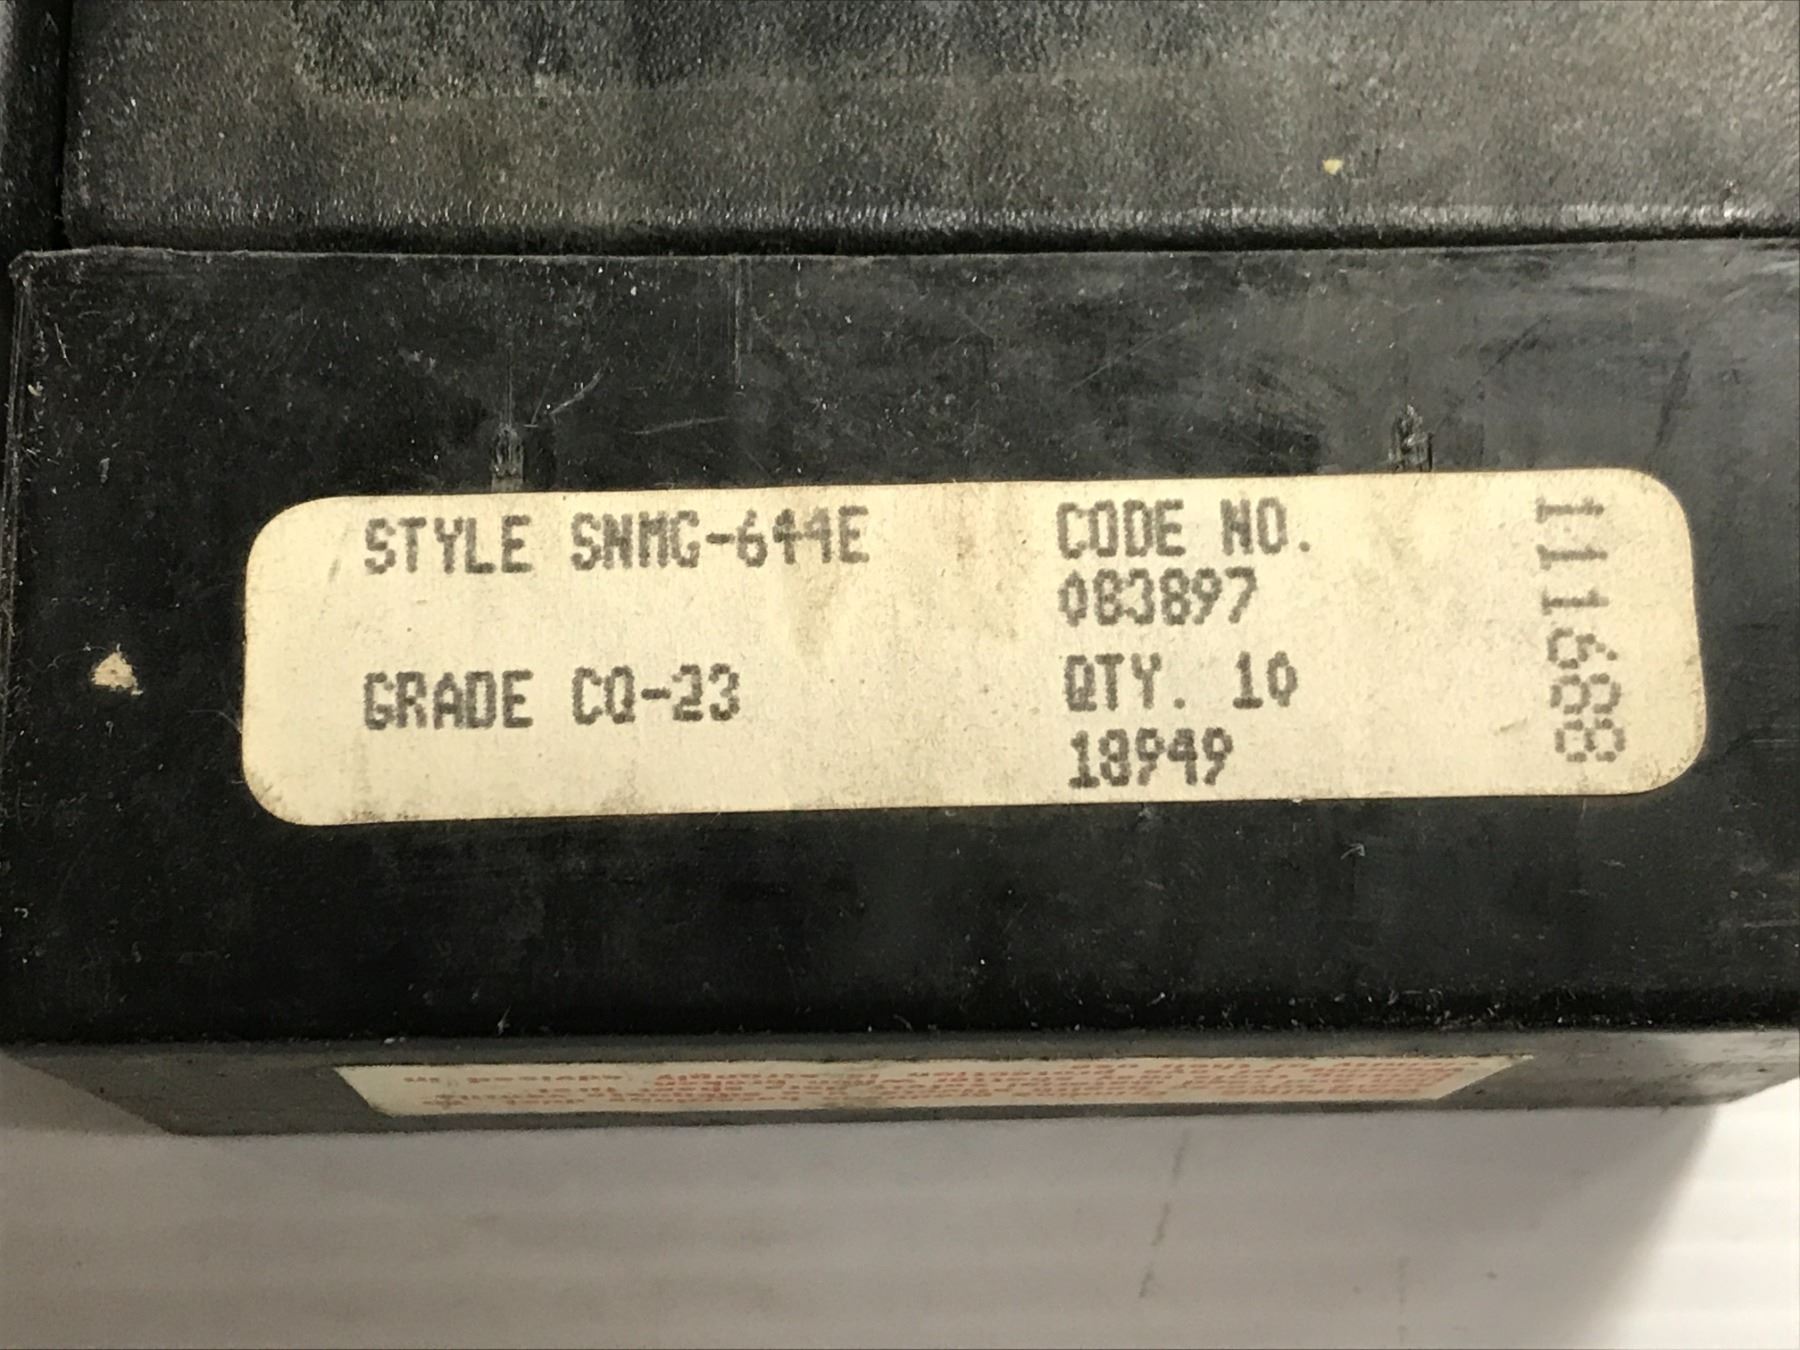 STYLE SNMG-644E
GRADE CQ-23
CODE NO.
083897
QTY. 10
18949
111688